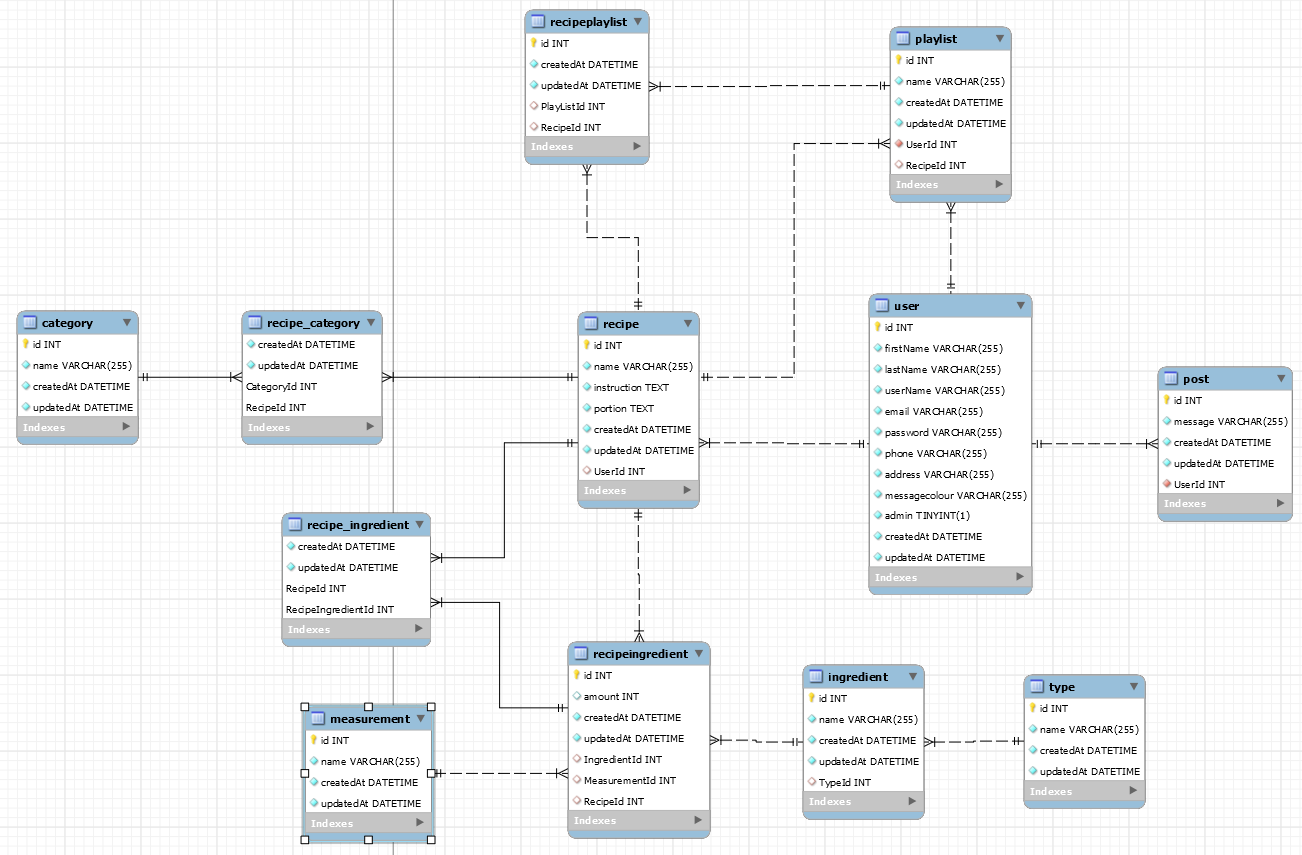 recipeplaylist
id INT
createdAt DATETIME
updatedAt DATETIME
PlayListId INT
RecipeId INT
Indexes
playlist
id INT
name VARCHAR(255)
createdAt DATETIME
updatedAt DATETIME
UserId INT
RecipeId INT
Indexes
category
id INT
name VARCHAR(255)
createdAt DATETIME
updatedAt DATETIME
Indexes
recipe_category
createdAt DATETIME
updatedAt DATETIME
CategoryId INT
RecipeId INT
Indexes
recipe
id INT
name VARCHAR(255)
instruction TEXT
portion TEXT
createdAt DATETIME
updatedAt DATETIME
UserId INT
Indexes
user
id INT
firstName VARCHAR(255)
lastName VARCHAR(255)
userName VARCHAR(255)
email VARCHAR(255)
password VARCHAR(255)
phone VARCHAR(255)
address VARCHAR(255)
messagecolour VARCHAR(255)
admin TINYINT(1)
createdAt DATETIME
updatedAt DATETIME
Indexes
post
id INT
message VARCHAR(255)
createdAt DATETIME
updatedAt DATETIME
UserId INT
Indexes
recipe_ingredient
createdAt DATETIME
updatedAt DATETIME
RecipeId INT
RecipeIngredientId INT
Indexes
measurement
id INT
name VARCHAR(255)
createdAt DATETIME
updatedAt DATETIME
Indexes
recipeingredient
id INT
amount INT
createdAt DATETIME
updatedAt DATETIME
IngredientId INT
MeasurementId INT
RecipeId INT
Indexes
ingredient
id INT
name VARCHAR(255)
createdAt DATETIME
updatedAt DATETIME
TypeId INT
Indexes
type
id INT
name VARCHAR(255)
createdAt DATETIME
updatedAt DATETIME
Indexes